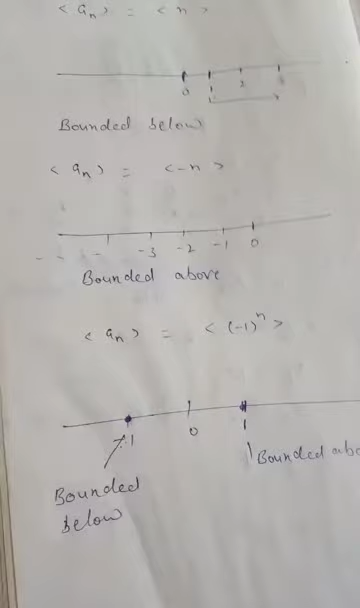 < an > = < n >
0 2 3
Bounded below
< an > = < -n >
-3 -2 -1 0
Bounded above
< an > = < (-1)^n >
-1 0 1
Bounded abo
Bounded
below